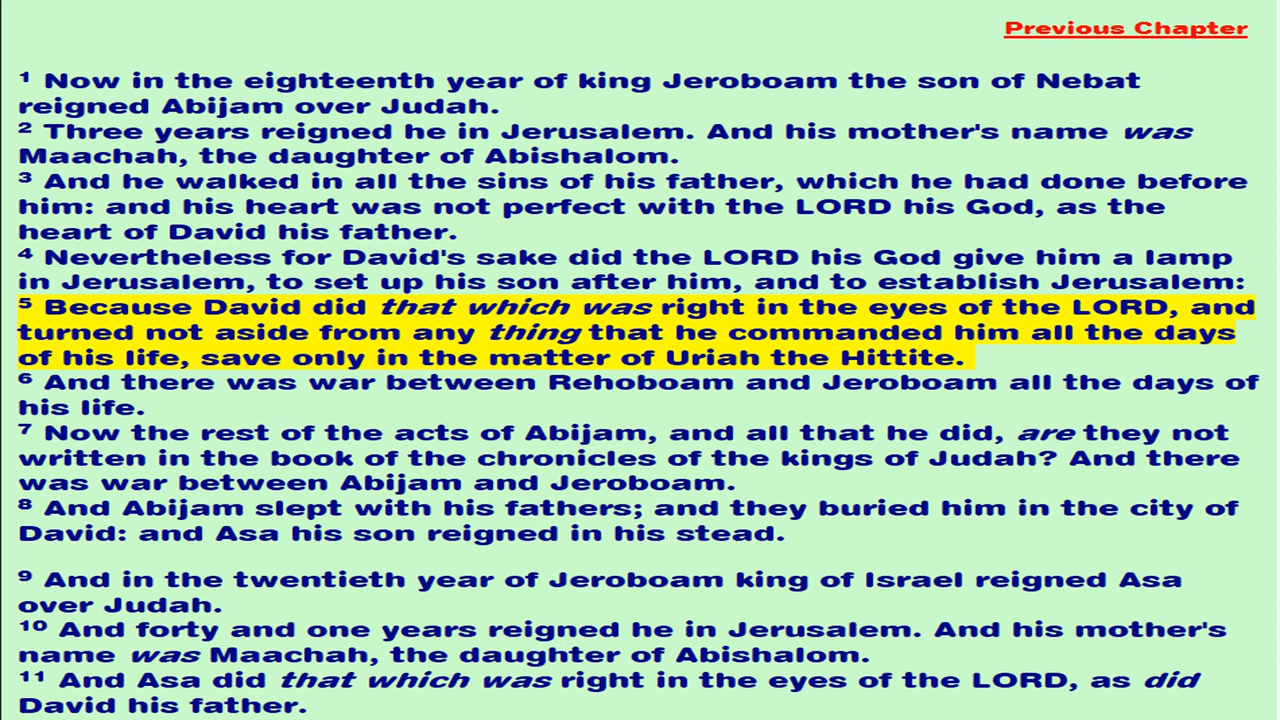 Previous Chapter
1 Now in the eighteenth year of king Jeroboam the son of Nebat
reigned Abijam over Judah.
2 Three years reigned he in Jerusalem. And his mother's name was
Maachah, the daughter of Abishalom.
3 And he walked in all the sins of his father, which he had done before
him: and his heart was not perfect with the LORD his God, as the
heart of David his father.
4 Nevertheless for David's sake did the LORD his God give him a lamp
in Jerusalem, to set up his son after him, and to establish Jerusalem:
5 Because David did that which was right in the eyes of the LORD, and
turned not aside from any thing that he commanded him all the days
of his life, save only in the matter of Uriah the Hittite.
6 And there was war between Rehoboam and Jeroboam all the days of
his life.
7 Now the rest of the acts of Abijam, and all that he did, are they not
written in the book of the chronicles of the kings of Judah? And there
was war between Abijam and Jeroboam.
8 And Abijam slept with his fathers; and they buried him in the city of
David: and Asa his son reigned in his stead.
9 And in the twentieth year of Jeroboam king of Israel reigned Asa
over Judah.
10 And forty and one years reigned he in Jerusalem. And his mother's
name was Maachah, the daughter of Abishalom.
11 And Asa did that which was right in the eyes of the LORD, as did
David his father.